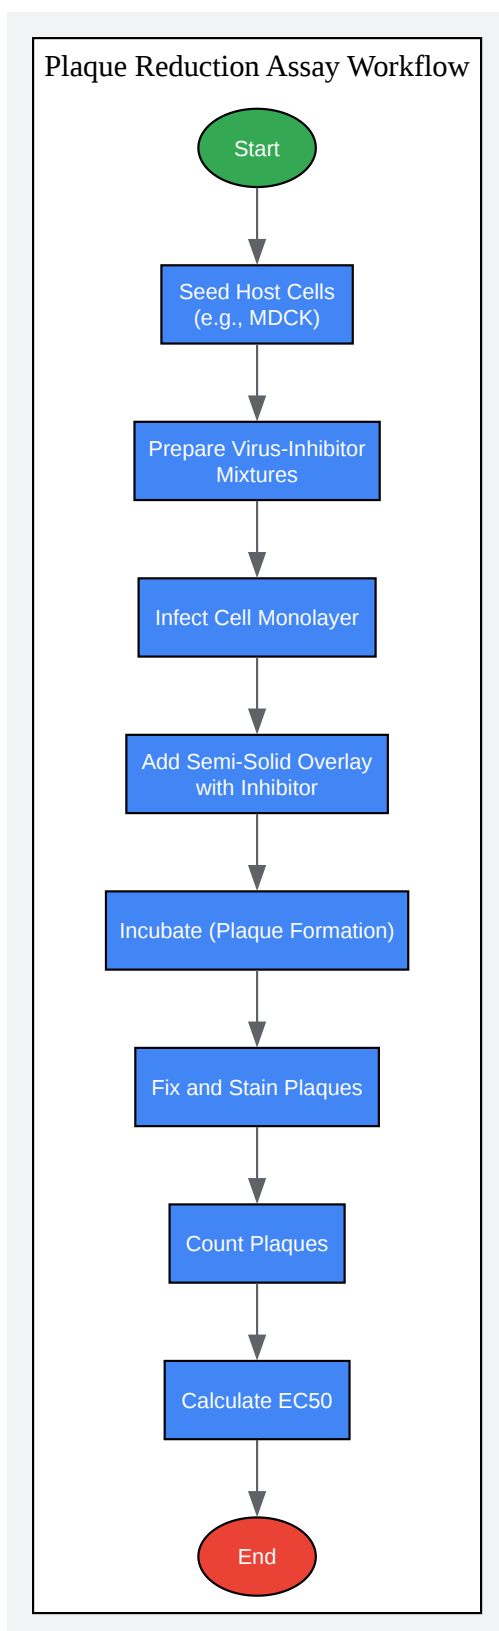 Plaque Reduction Assay Workflow
Start
Seed Host Cells
(e.g., MDCK)
Prepare Virus-Inhibitor
Mixtures
Infect Cell Monolayer
Add Semi-Solid Overlay
with Inhibitor
Incubate (Plaque Formation)
Fix and Stain Plaques
Count Plaques
Calculate EC50
End